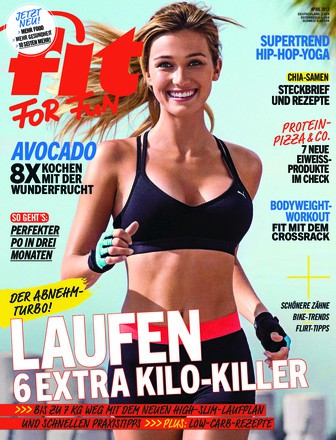 JETZT
NEU!
> MEHR FOOD
> MEHR GESUNDHEIT
> 10 SEITEN MEHR!
APRIL 2017
fit
FOR FUN
SUPERTREND
HIP-HOP-YOGA
CHIA-SAMEN
STECKBRIEF
UND REZEPTE
PROTEIN-
PIZZA & CO.
7 NEUE
EIWEISS-
PRODUKTE
IM CHECK
BODYWEIGHT-
WORKOUT
FIT MIT DEM
CROSSRACK
+
SCHÖNERE ZÄHNE
BIKE-TRENDS
FLIRT-TIPPS
AVOCADO
8X KOCHEN
MIT DER
WUNDERFRUCHT
SO GEHT'S:
PERFEKTER
PO IN DREI
MONATEN
DER ABNEHM-
TURBO!
LAUFEN
6 EXTRA KILO-KILLER
>>> BIS ZU 7 KG WEG MIT DEM NEUEN HIGH-SLIM-LAUFPLAN
UND SCHNELLEN PRAXISTIPPS >>> PLUS: LOW-CARB-REZEPTE